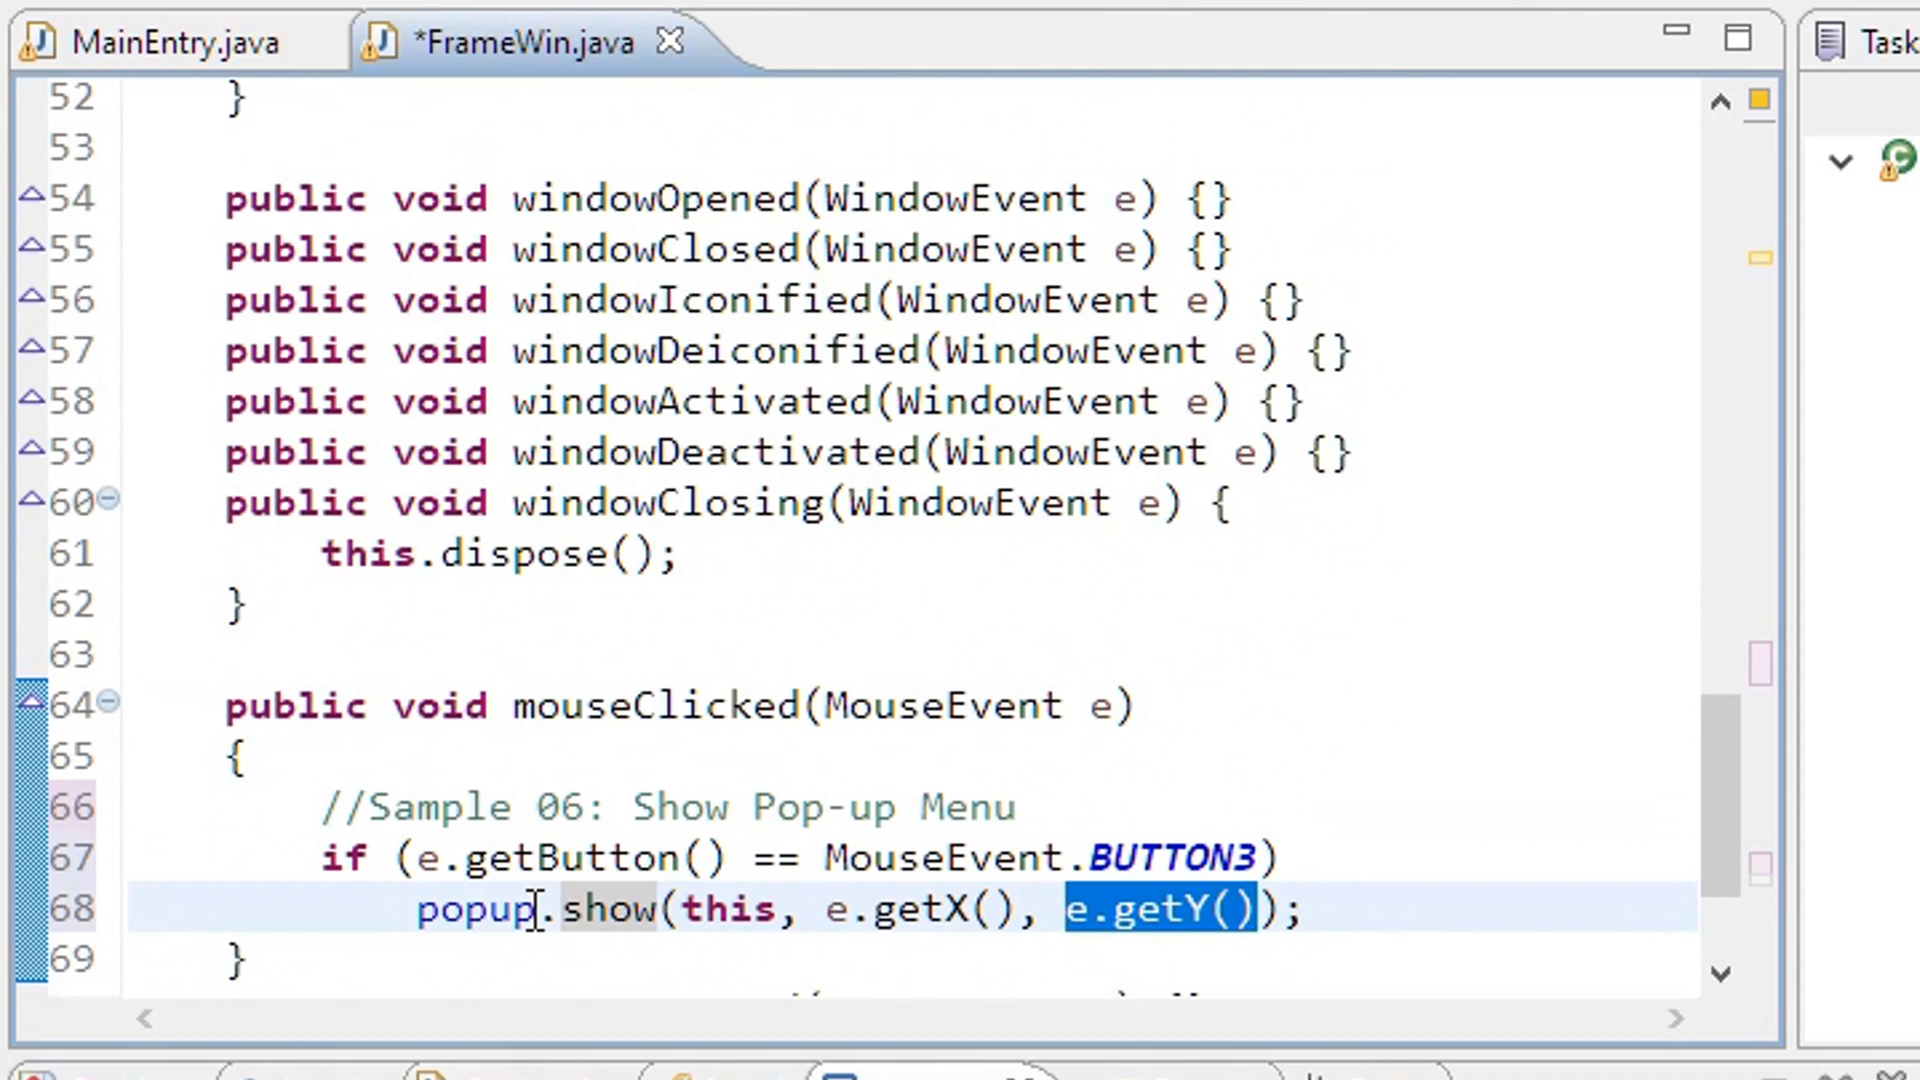 MainEntry.java *FrameWin.java Task
52 }
53
54 public void windowOpened(WindowEvent e) {}
55 public void windowClosed(WindowEvent e) {}
56 public void windowIconified(WindowEvent e) {}
57 public void windowDeiconified(WindowEvent e) {}
58 public void windowActivated(WindowEvent e) {}
59 public void windowDeactivated(WindowEvent e) {}
60 public void windowClosing(WindowEvent e) {
61 this.dispose();
62 }
63
64 public void mouseClicked(MouseEvent e)
65 {
66 //Sample 06: Show Pop-up Menu
67 if (e.getButton() == MouseEvent.BUTTON3)
68 popup.show(this, e.getX(), e.getY());
69 }